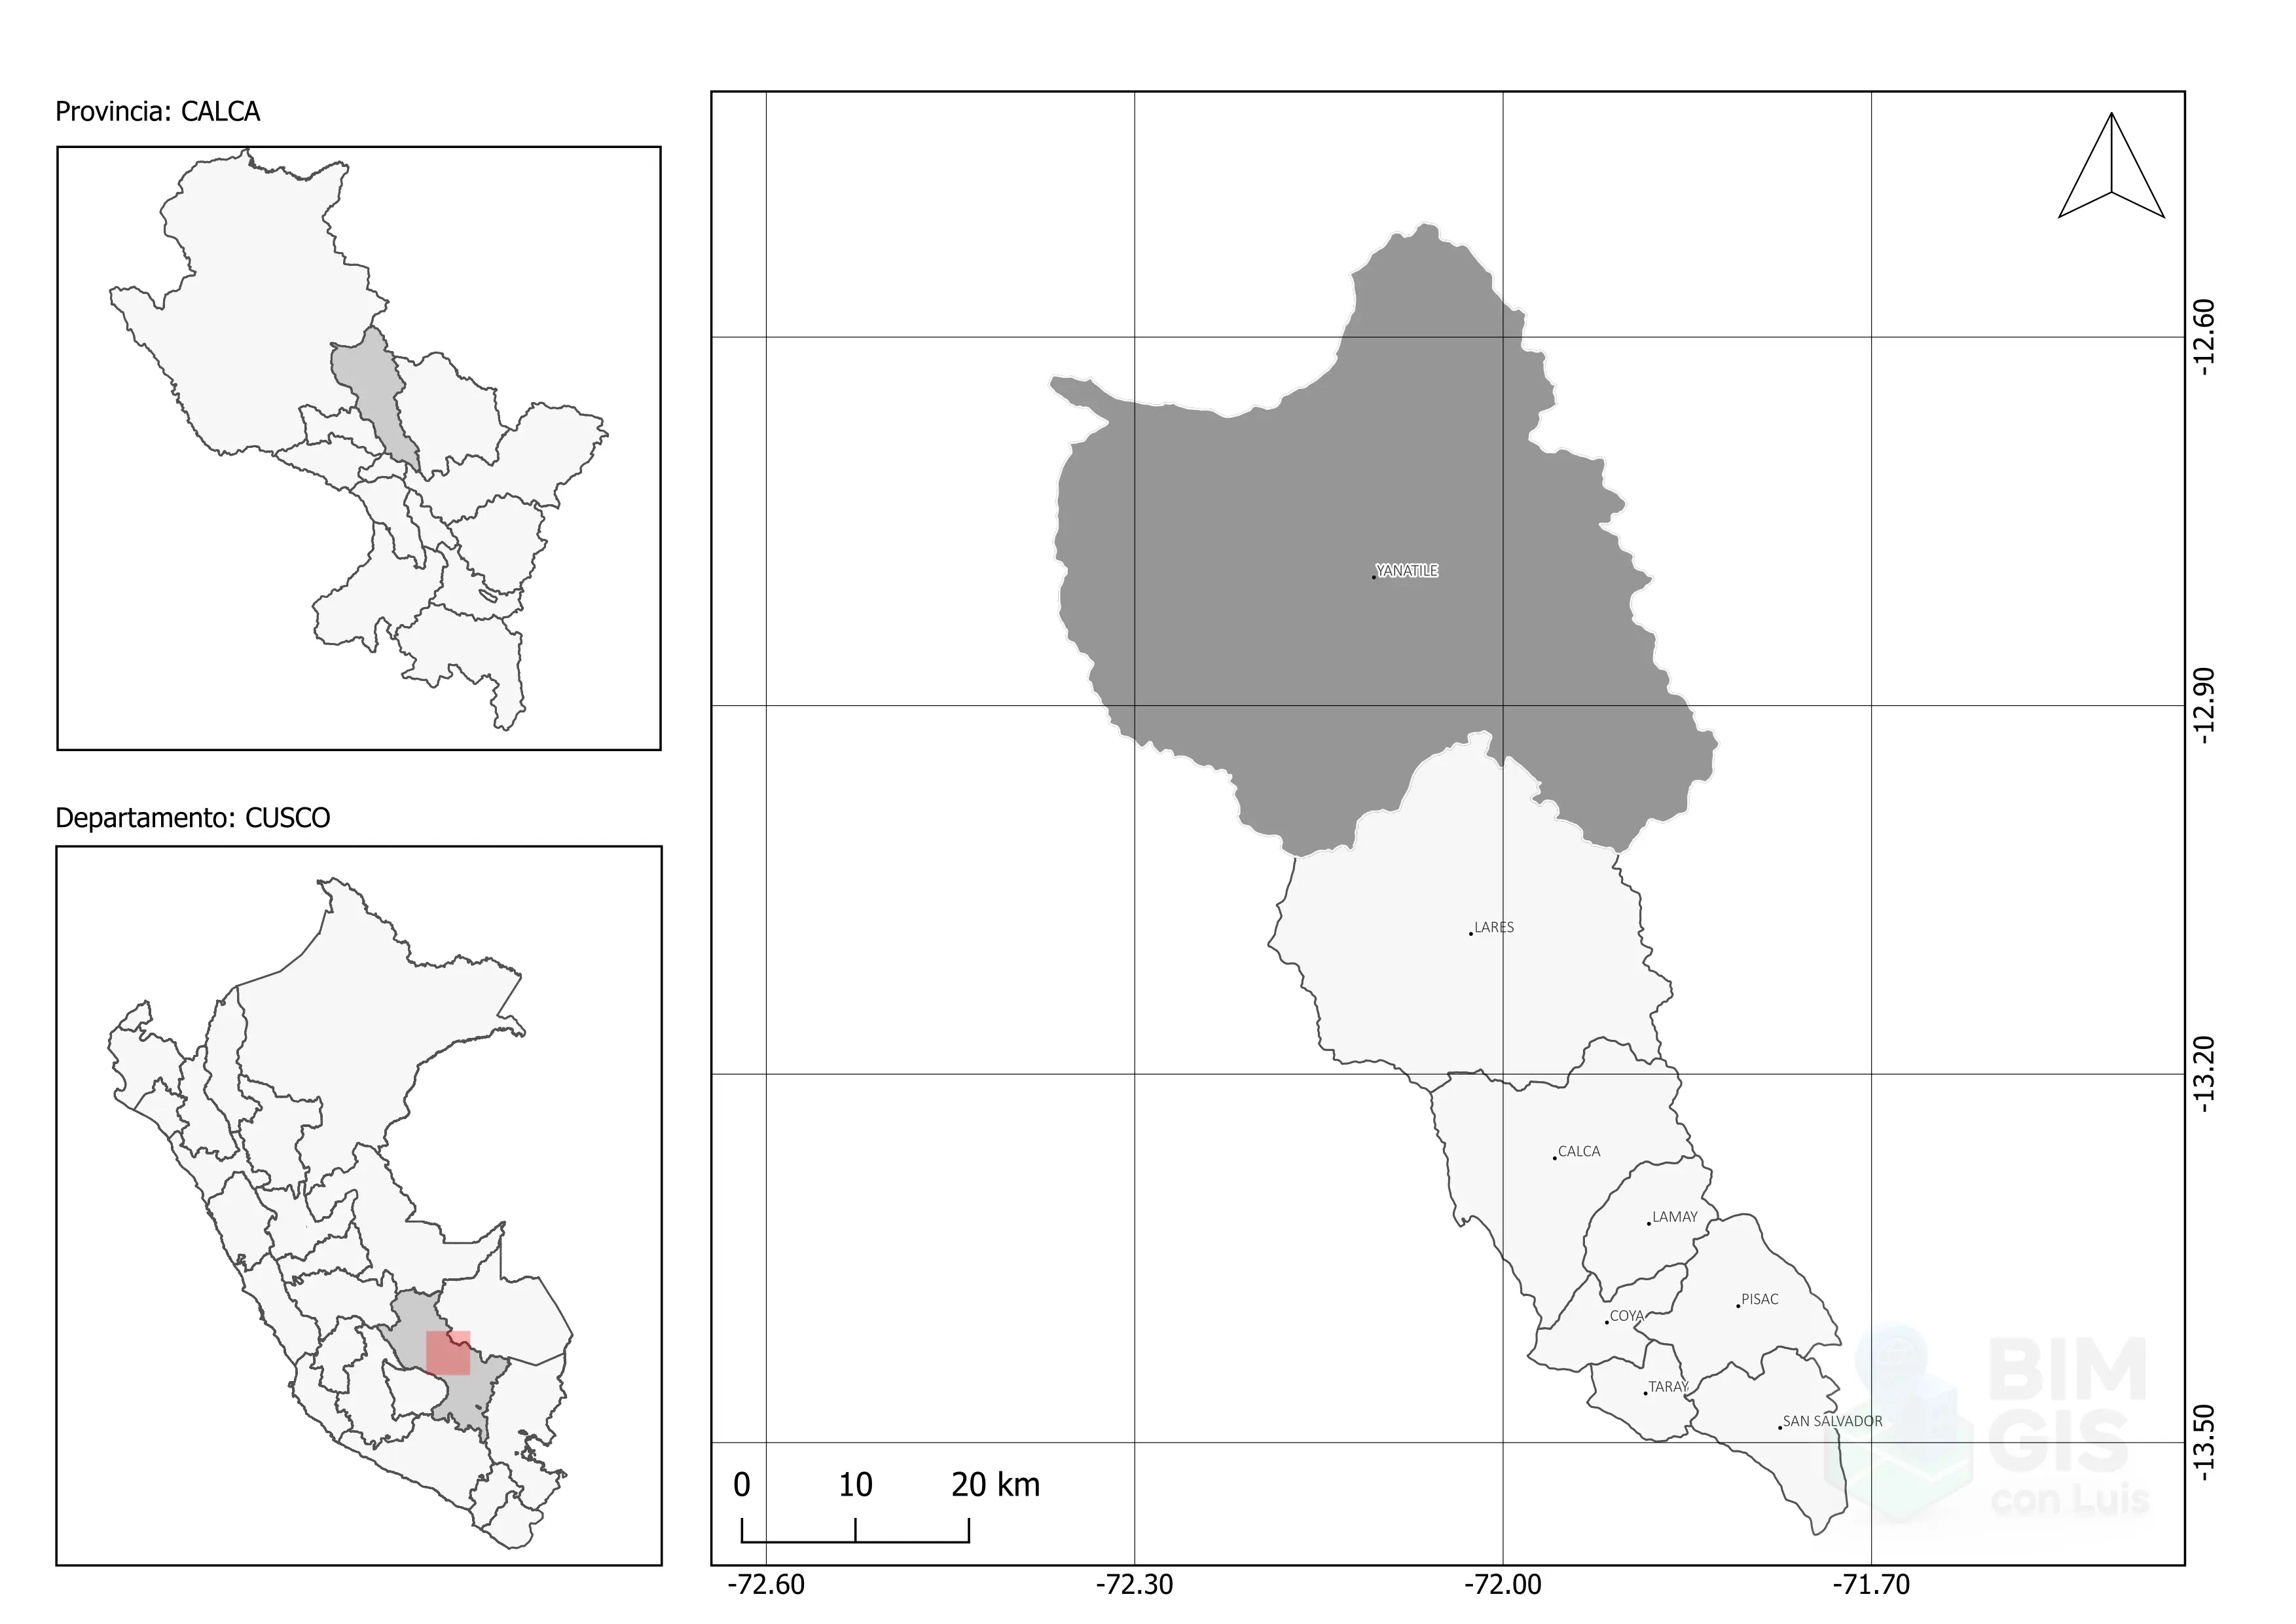 Provincia: CALCA
Departamento: CUSCO
YANATILE
LARES
CALCA
LAMAY
PISAC
COYA
TARAY
SAN SALVADOR
BIM
GIS
con Luis
0 10 20 km
-72.60 -72.30 -72.00 -71.70
-12.60
-12.90
-13.20
-13.50